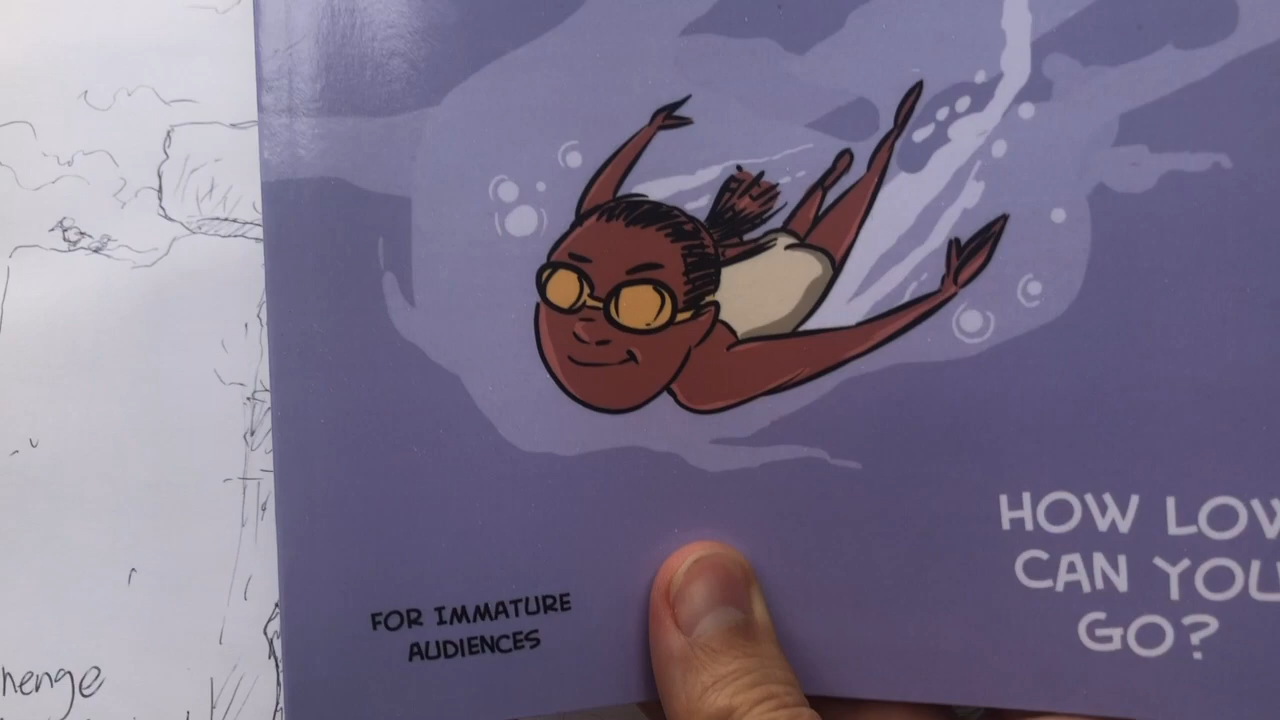 FOR IMMATURE
AUDIENCES
HOW LOW
CAN YOU
GO?
henge